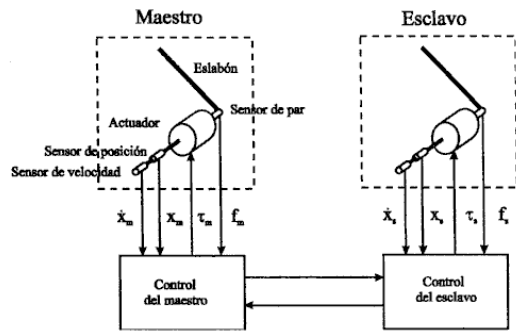 Maestro
Esclavo
Eslabón
Sensor de par
Actuador
Sensor de posición
Sensor de velocidad
ẋₘ xₘ τₘ fₘ
ẋₛ xₛ τₛ fₛ
Control
del maestro
Control
del esclavo